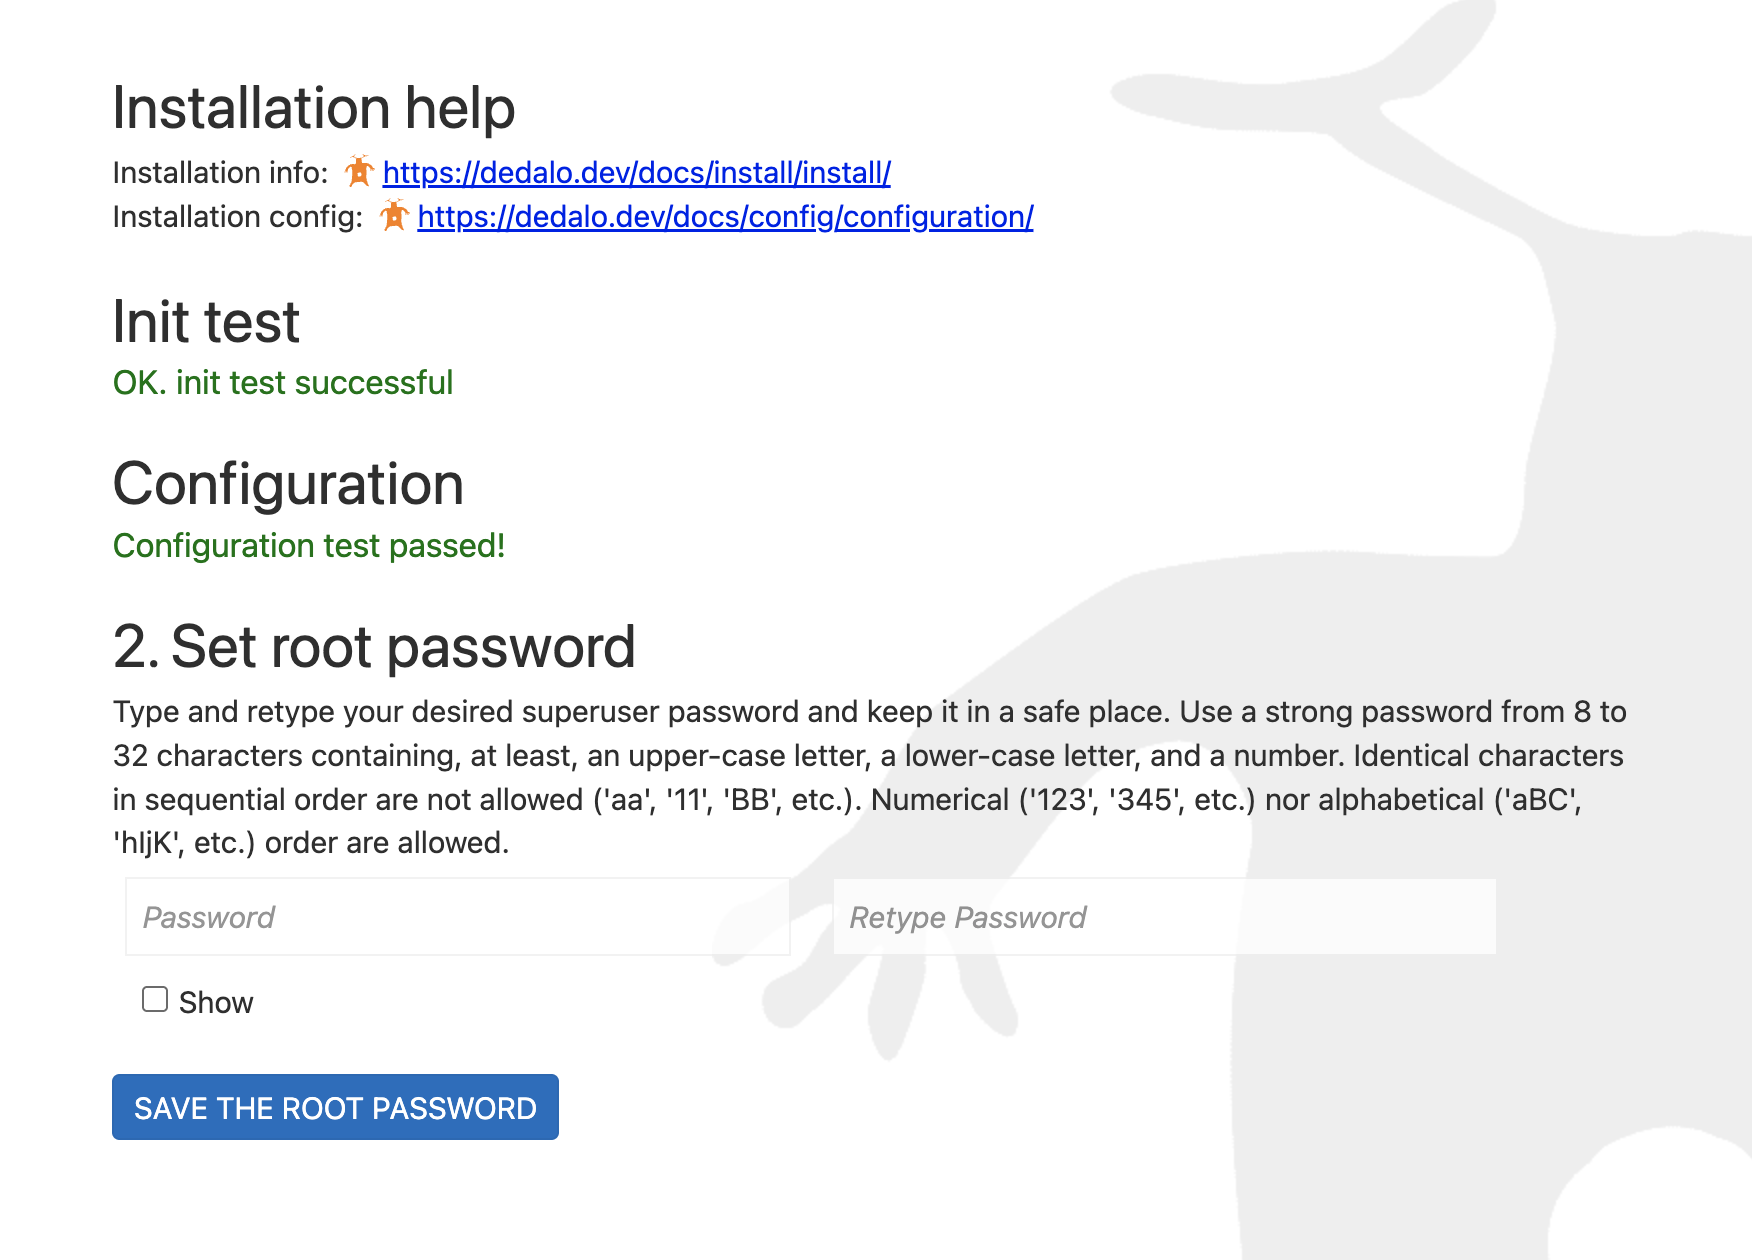 Installation help
Installation info: https://dedalo.dev/docs/install/install/
Installation config: https://dedalo.dev/docs/config/configuration/
Init test
OK. init test successful
Configuration
Configuration test passed!
2. Set root password
Type and retype your desired superuser password and keep it in a safe place. Use a strong password from 8 to
32 characters containing, at least, an upper-case letter, a lower-case letter, and a number. Identical characters
in sequential order are not allowed ('aa', '11', 'BB', etc.). Numerical ('123', '345', etc.) nor alphabetical ('aBC',
'hIjK', etc.) order are allowed.
Password
Retype Password
Show
SAVE THE ROOT PASSWORD